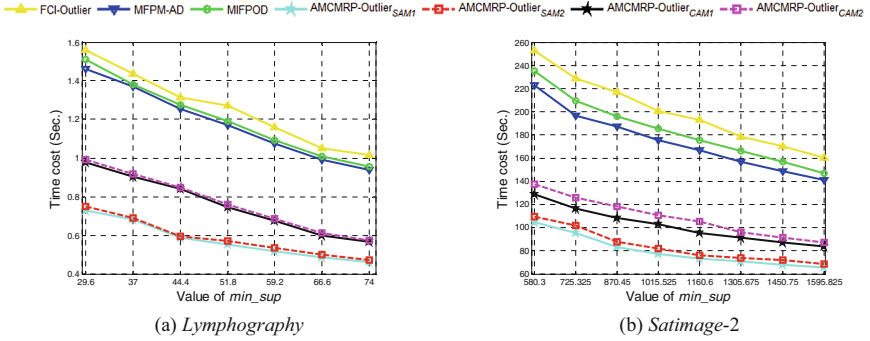 FCI-Outlier MFPM-AD MIFPOD AMCMRP-Outlier_SAM1 AMCMRP-Outlier_SAM2 AMCMRP-Outlier_CAM1 AMCMRP-Outlier_CAM2
Time cost (Sec.)
1.6
1.4
1.2
1
0.8
0.6
0.4
29.6 37 44.4 51.8 59.2 66.6 74
Value of min_sup
(a) Lymphography
Time cost (Sec.)
260
240
220
200
180
160
140
120
100
80
60
580.3 725.325 870.45 1015.525 1160.6 1305.675 1450.75 1595.825
Value of min_sup
(b) Satimage-2